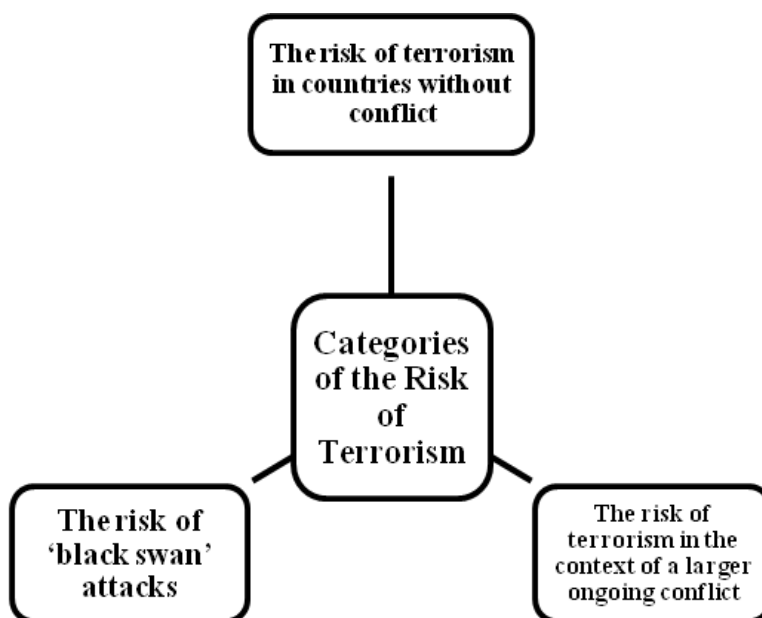 The risk of terrorism
in countries without
conflict
Categories
of the Risk
of
Terrorism
The risk of
‘black swan’
attacks
The risk of
terrorism in the
context of a larger
ongoing conflict